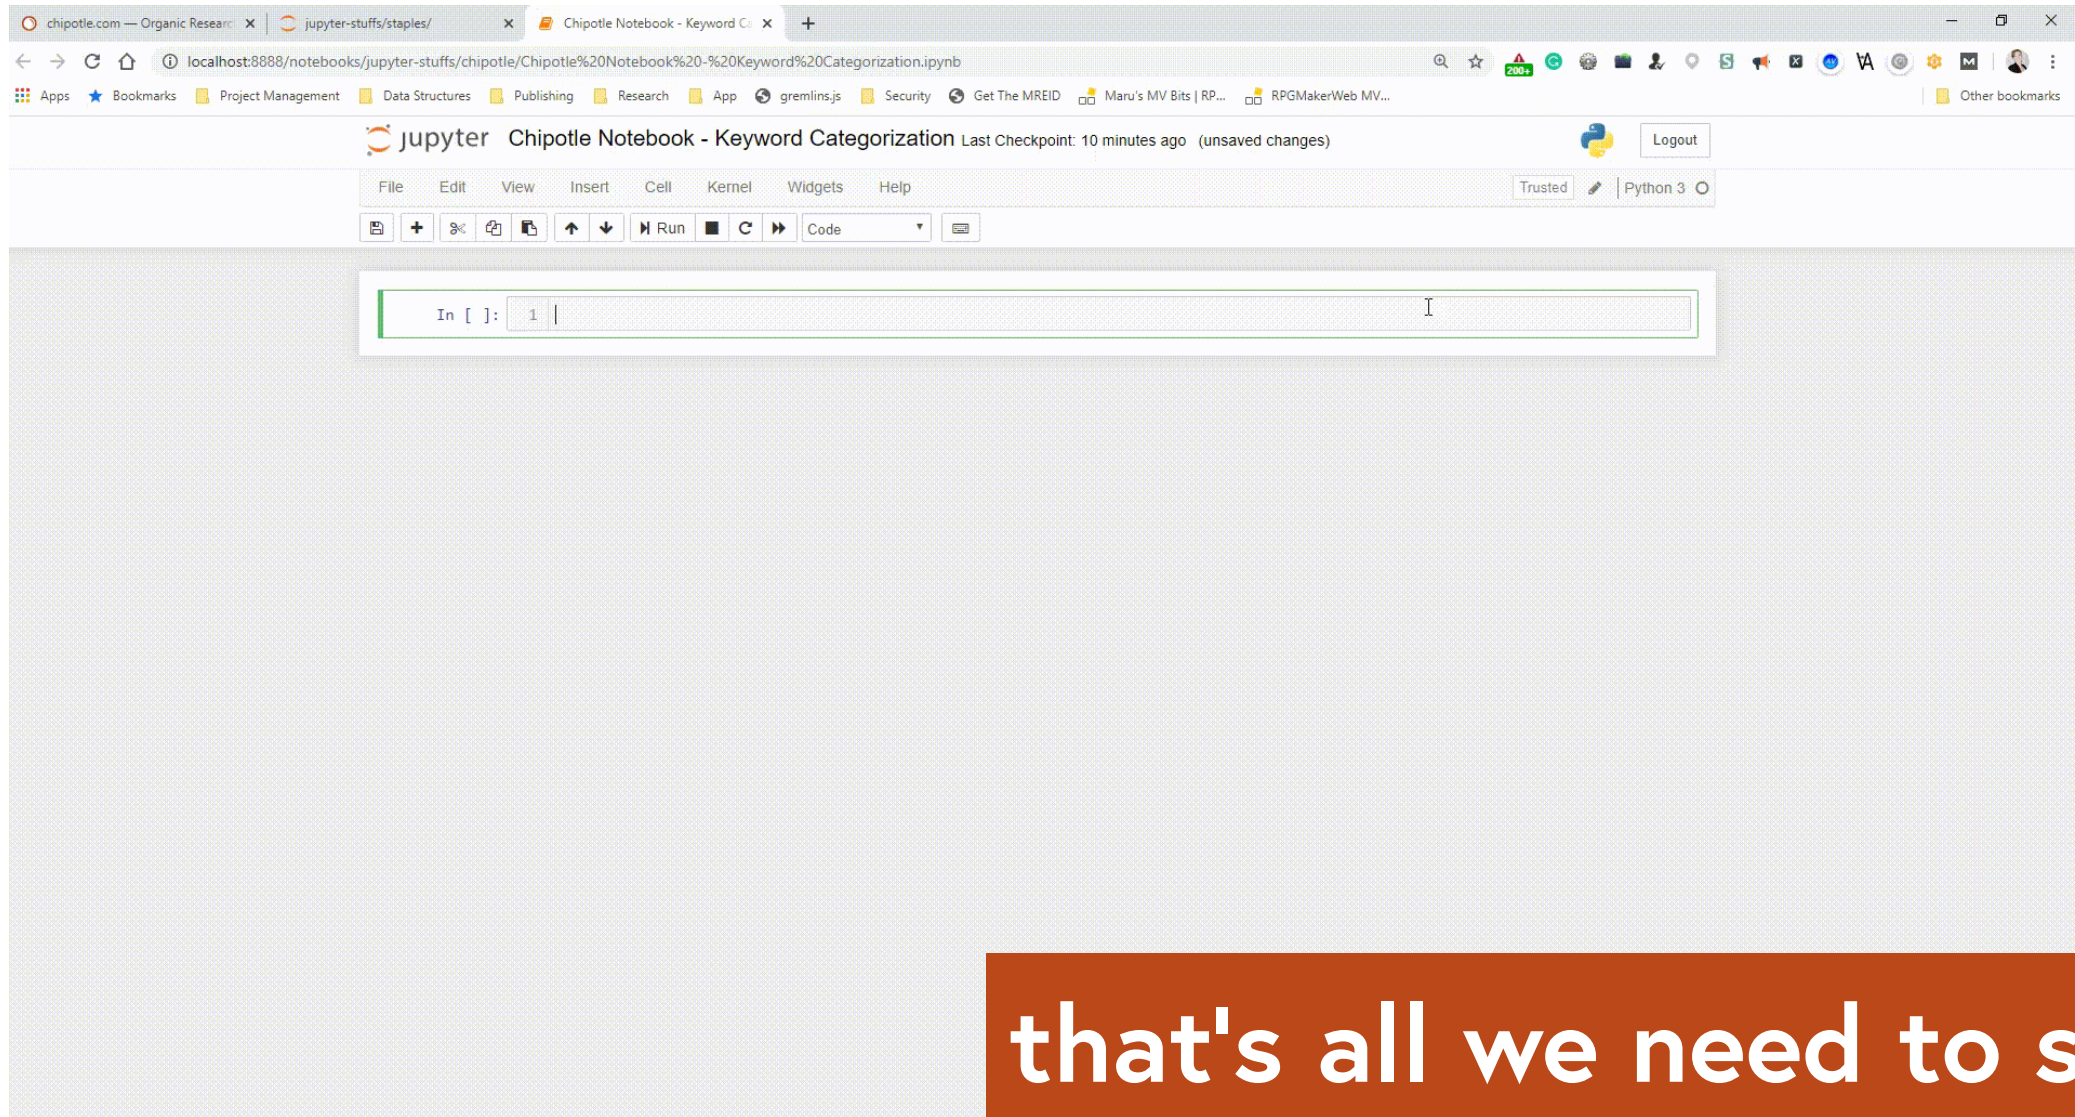 chipotle.com — Organic Researc
jupyter-stuffs/staples/
Chipotle Notebook - Keyword Ca
localhost:8888/notebooks/jupyter-stuffs/chipotle/Chipotle%20Notebook%20-%20Keyword%20Categorization.ipynb
200+
Apps Bookmarks Project Management Data Structures Publishing Research App gremlins.js Security Get The MREID Maru's MV Bits | RP... RPGMakerWeb MV... Other bookmarks
jupyter Chipotle Notebook - Keyword Categorization Last Checkpoint: 10 minutes ago (unsaved changes) Logout
File Edit View Insert Cell Kernel Widgets Help Trusted Python 3
Run Code
In [ ]: 1
that's all we need to s